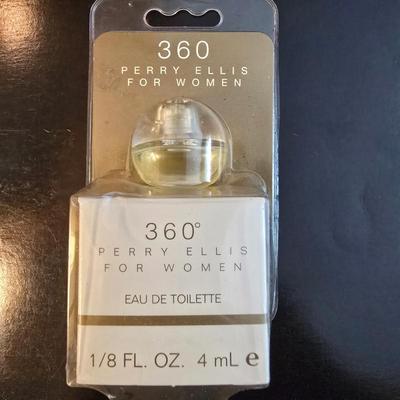 360
PERRY ELLIS
FOR WOMEN
360°
PERRY ELLIS
FOR WOMEN
EAU DE TOILETTE
1/8 FL. OZ. 4 mL ℮